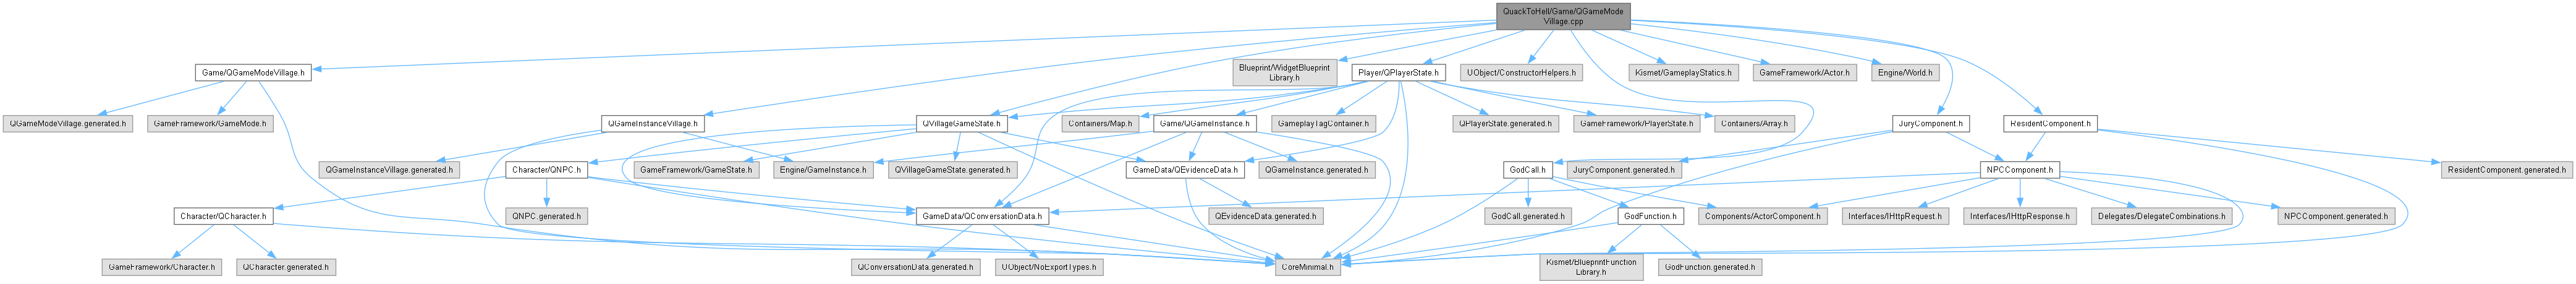 QuackToHell/Game/QGameMode
Village.cpp
Game/QGameModeVillage.h
Blueprint/WidgetBlueprint
Library.h
Player/QPlayerState.h
UObject/ConstructorHelpers.h
Kismet/GameplayStatics.h
GameFramework/Actor.h
Engine/World.h
QGameModeVillage.generated.h
GameFramework/GameMode.h
QGameInstanceVillage.h
QVillageGameState.h
Containers/Map.h
Game/QGameInstance.h
GameplayTagContainer.h
QPlayerState.generated.h
GameFramework/PlayerState.h
Containers/Array.h
JuryComponent.h
ResidentComponent.h
QGameInstanceVillage.generated.h
Character/QNPC.h
GameFramework/GameState.h
Engine/GameInstance.h
QVillageGameState.generated.h
GameData/QEvidenceData.h
QGameInstance.generated.h
GodCall.h
JuryComponent.generated.h
NPCComponent.h
ResidentComponent.generated.h
Character/QCharacter.h
QNPC.generated.h
GameData/QConversationData.h
QEvidenceData.generated.h
GodCall.generated.h
GodFunction.h
Components/ActorComponent.h
Interfaces/IHttpRequest.h
Interfaces/IHttpResponse.h
Delegates/DelegateCombinations.h
NPCComponent.generated.h
GameFramework/Character.h
QCharacter.generated.h
QConversationData.generated.h
UObject/NoExportTypes.h
CoreMinimal.h
Kismet/BlueprintFunction
Library.h
GodFunction.generated.h